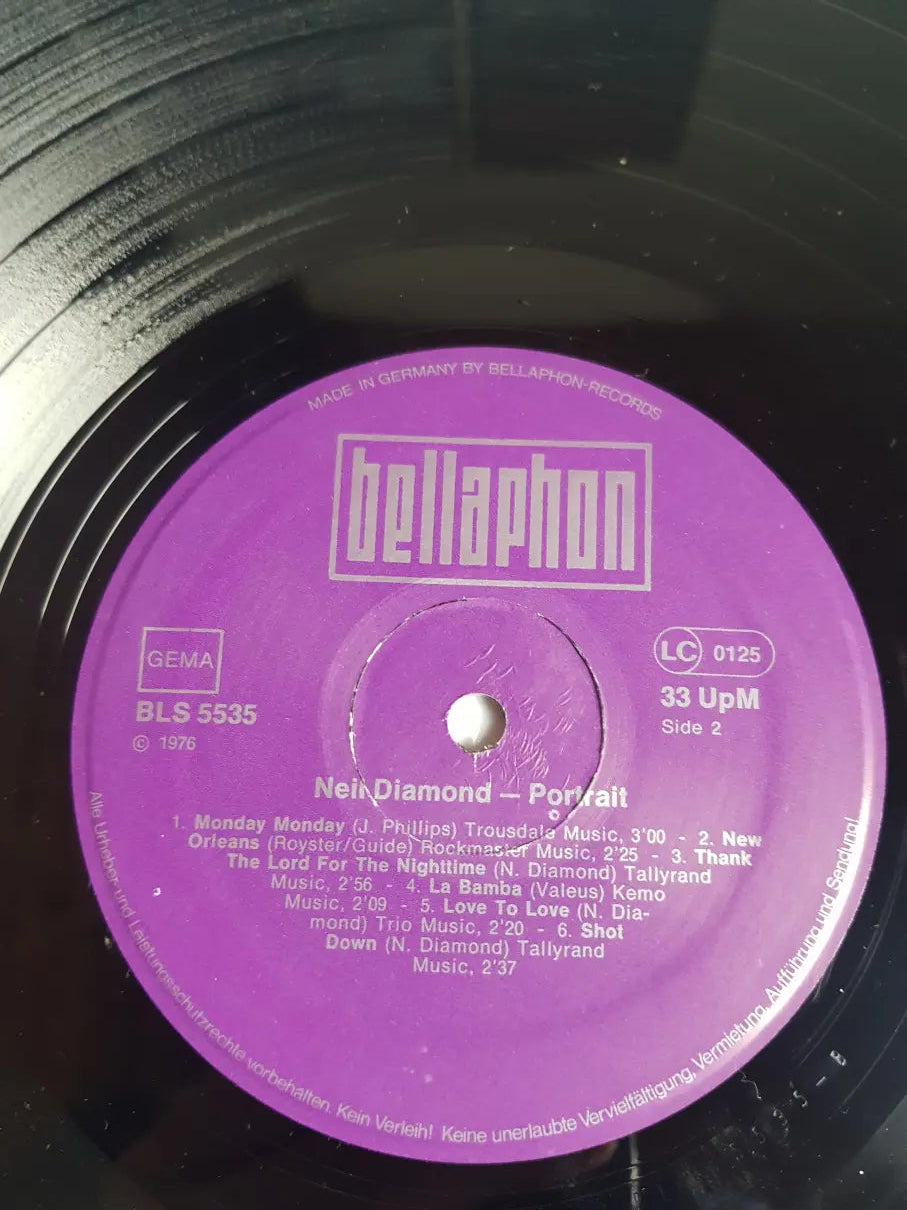 MADE IN GERMANY BY BELLAPHON-RECORDS
bellaphon
GEMA
LC 0125
BLS 5535
33 UpM
© 1976
Side 2
Neil Diamond — Portrait
1. Monday Monday (J. Phillips) Trousdale Music, 3'00 - 2. New
Orleans (Royster/Guide) Rockmaster Music, 2'25 - 3. Thank
The Lord For The Nighttime (N. Diamond) Tallyrand
Music, 2'56 - 4. La Bamba (Valeus) Kemo
Music, 2'09 - 5. Love To Love (N. Dia-
mond) Trio Music, 2'20 - 6. Shot
Down (N. Diamond) Tallyrand
Music, 2'37
Alle Urheber und Leistungsschutzrechte vorbehalten. Kein Verleih! Keine unerlaubte Vervielfältigung, Vermietung, Aufführung und Sendung!